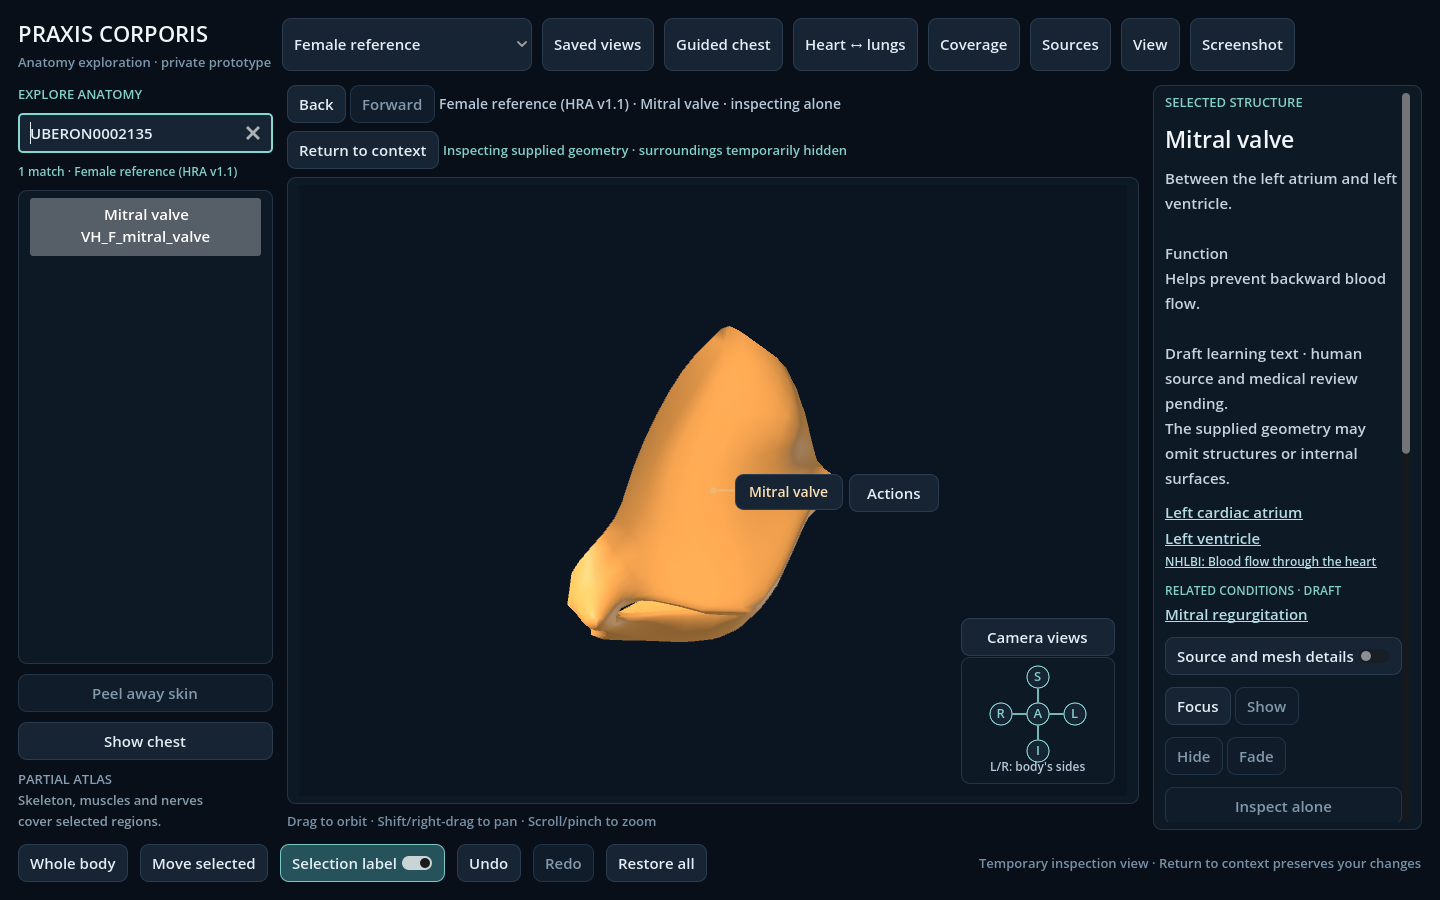 PRAXIS CORPORIS
Anatomy exploration · private prototype
Female reference
Saved views
Guided chest
Heart ↔ lungs
Coverage
Sources
View
Screenshot
EXPLORE ANATOMY
UBERON0002135
1 match · Female reference (HRA v1.1)
Mitral valve
VH_F_mitral_valve
Peel away skin
Show chest
PARTIAL ATLAS
Skeleton, muscles and nerves
cover selected regions.
Back
Forward
Female reference (HRA v1.1) · Mitral valve · inspecting alone
Return to context
Inspecting supplied geometry · surroundings temporarily hidden
Mitral valve
Actions
Camera views
S
R
A
L
I
L/R: body's sides
Drag to orbit · Shift/right-drag to pan · Scroll/pinch to zoom
SELECTED STRUCTURE
Mitral valve
Between the left atrium and left
ventricle.
Function
Helps prevent backward blood
flow.
Draft learning text · human
source and medical review
pending.
The supplied geometry may
omit structures or internal
surfaces.
Left cardiac atrium
Left ventricle
NHLBI: Blood flow through the heart
RELATED CONDITIONS · DRAFT
Mitral regurgitation
Source and mesh details
Focus
Show
Hide
Fade
Inspect alone
Whole body
Move selected
Selection label
Undo
Redo
Restore all
Temporary inspection view · Return to context preserves your changes